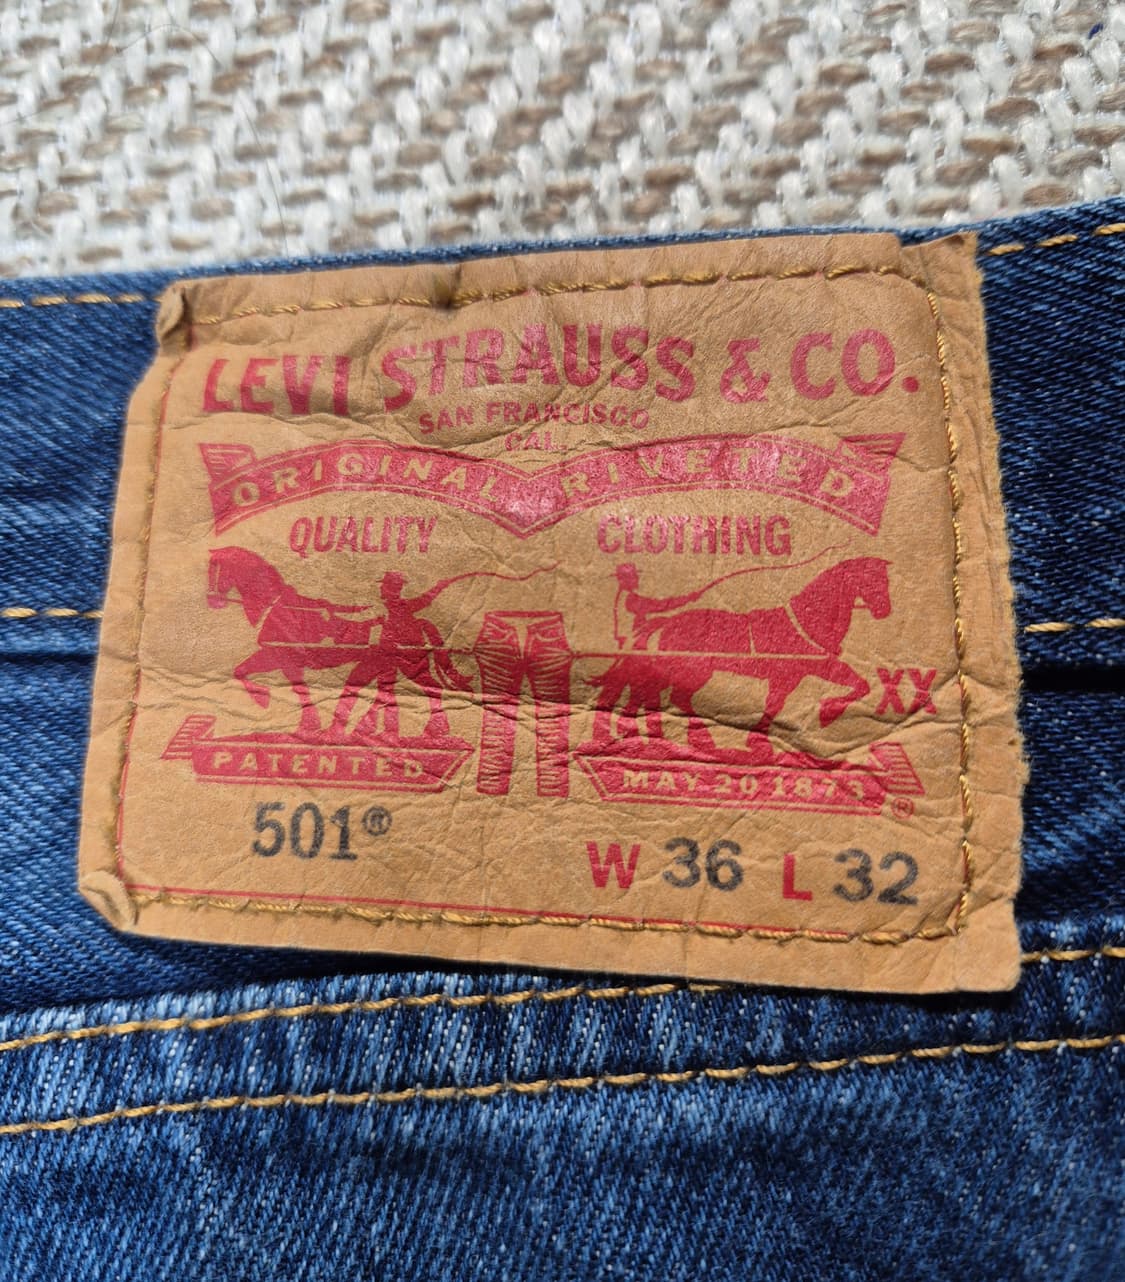 LEVI STRAUSS & CO.
SAN FRANCISCO
CAL.
ORIGINAL RIVETED
QUALITY CLOTHING
XX
PATENTED MAY 20 1873 ®
501®
W 36 L 32